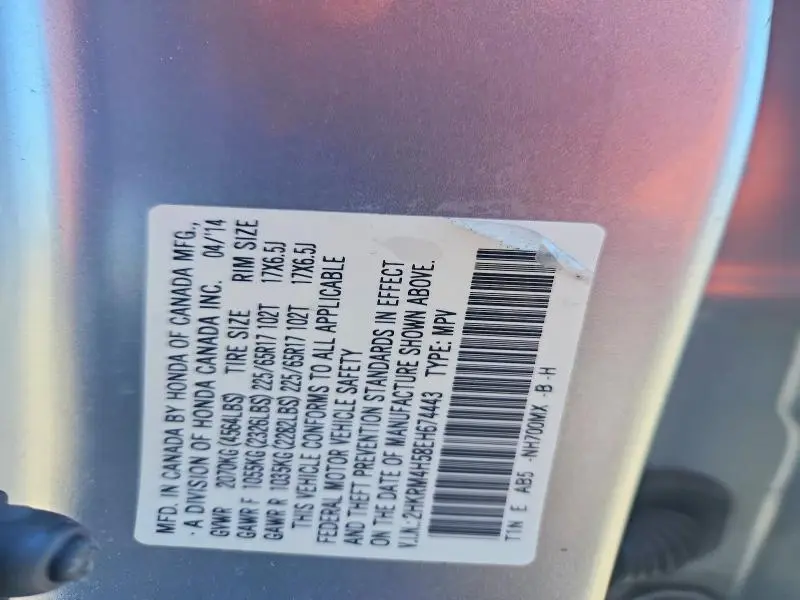 MFD. IN CANADA BY HONDA OF CANADA MFG.,
· A DIVISION OF HONDA CANADA INC. 04/'14
GVWR 2070KG (4564LBS) TIRE SIZE RIM SIZE
GAWR F 1055KG (2326LBS) 225/65R17 102T 17X6.5J
GAWR R 1035KG (2282LBS) 225/65R17 102T 17X6.5J
THIS VEHICLE CONFORMS TO ALL APPLICABLE
FEDERAL MOTOR VEHICLE SAFETY
AND THEFT PREVENTION STANDARDS IN EFFECT
ON THE DATE OF MANUFACTURE SHOWN ABOVE.
V.I.N.: 2HKRM4H58EH674443 TYPE: MPV
T1N E AB5 -NH700MX -B-H